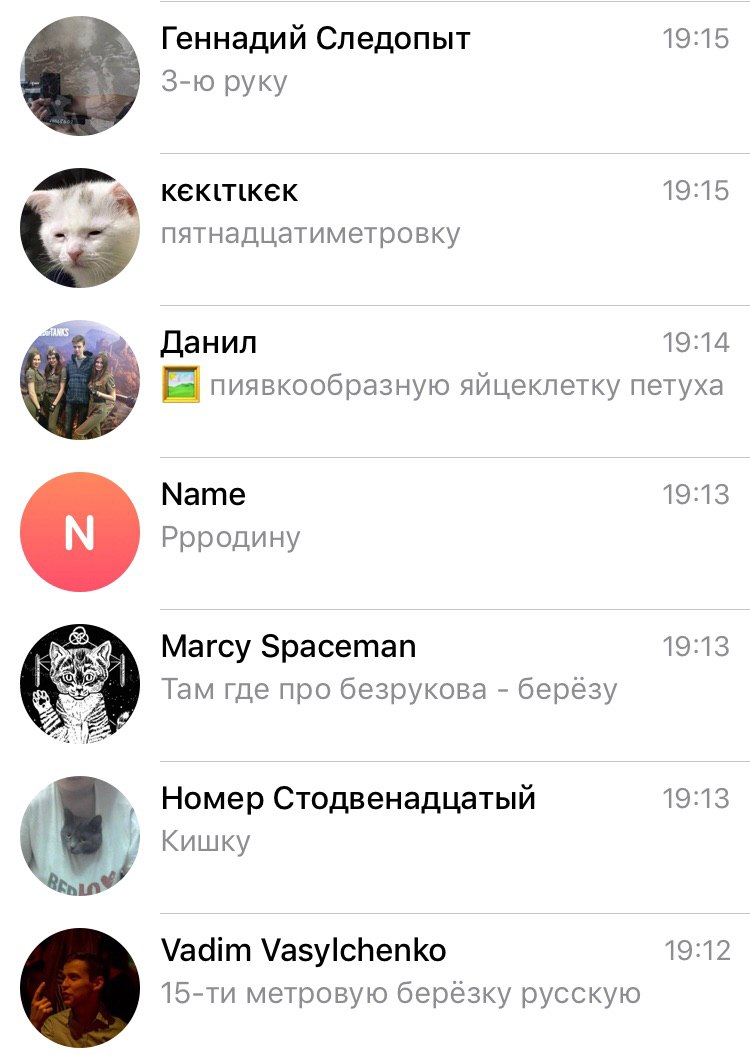 Геннадий Следопыт 19:15
3-ю руку
кєкιтιкєк 19:15
пятнадцатиметровку
Данил 19:14
🖼 пиявкообразную яйцеклетку петуха
N
Name 19:13
Ррродину
Marcy Spaceman 19:13
Там где про безрукова - берёзу
Номер Стодвенадцатый 19:13
Кишку
Vadim Vasylchenko 19:12
15-ти метровую берёзку русскую